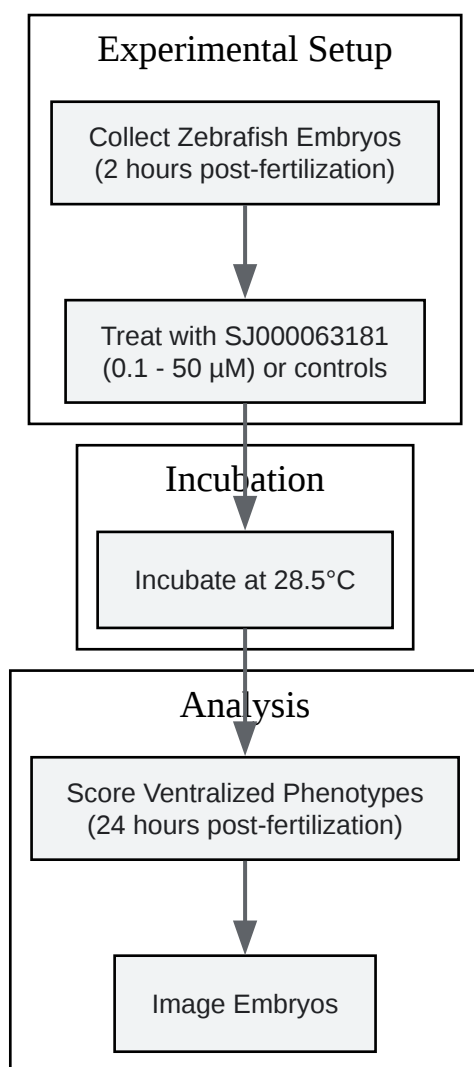 Experimental Setup
Collect Zebrafish Embryos
(2 hours post-fertilization)
Treat with SJ000063181
(0.1 - 50 µM) or controls
Incubation
Incubate at 28.5°C
Analysis
Score Ventralized Phenotypes
(24 hours post-fertilization)
Image Embryos